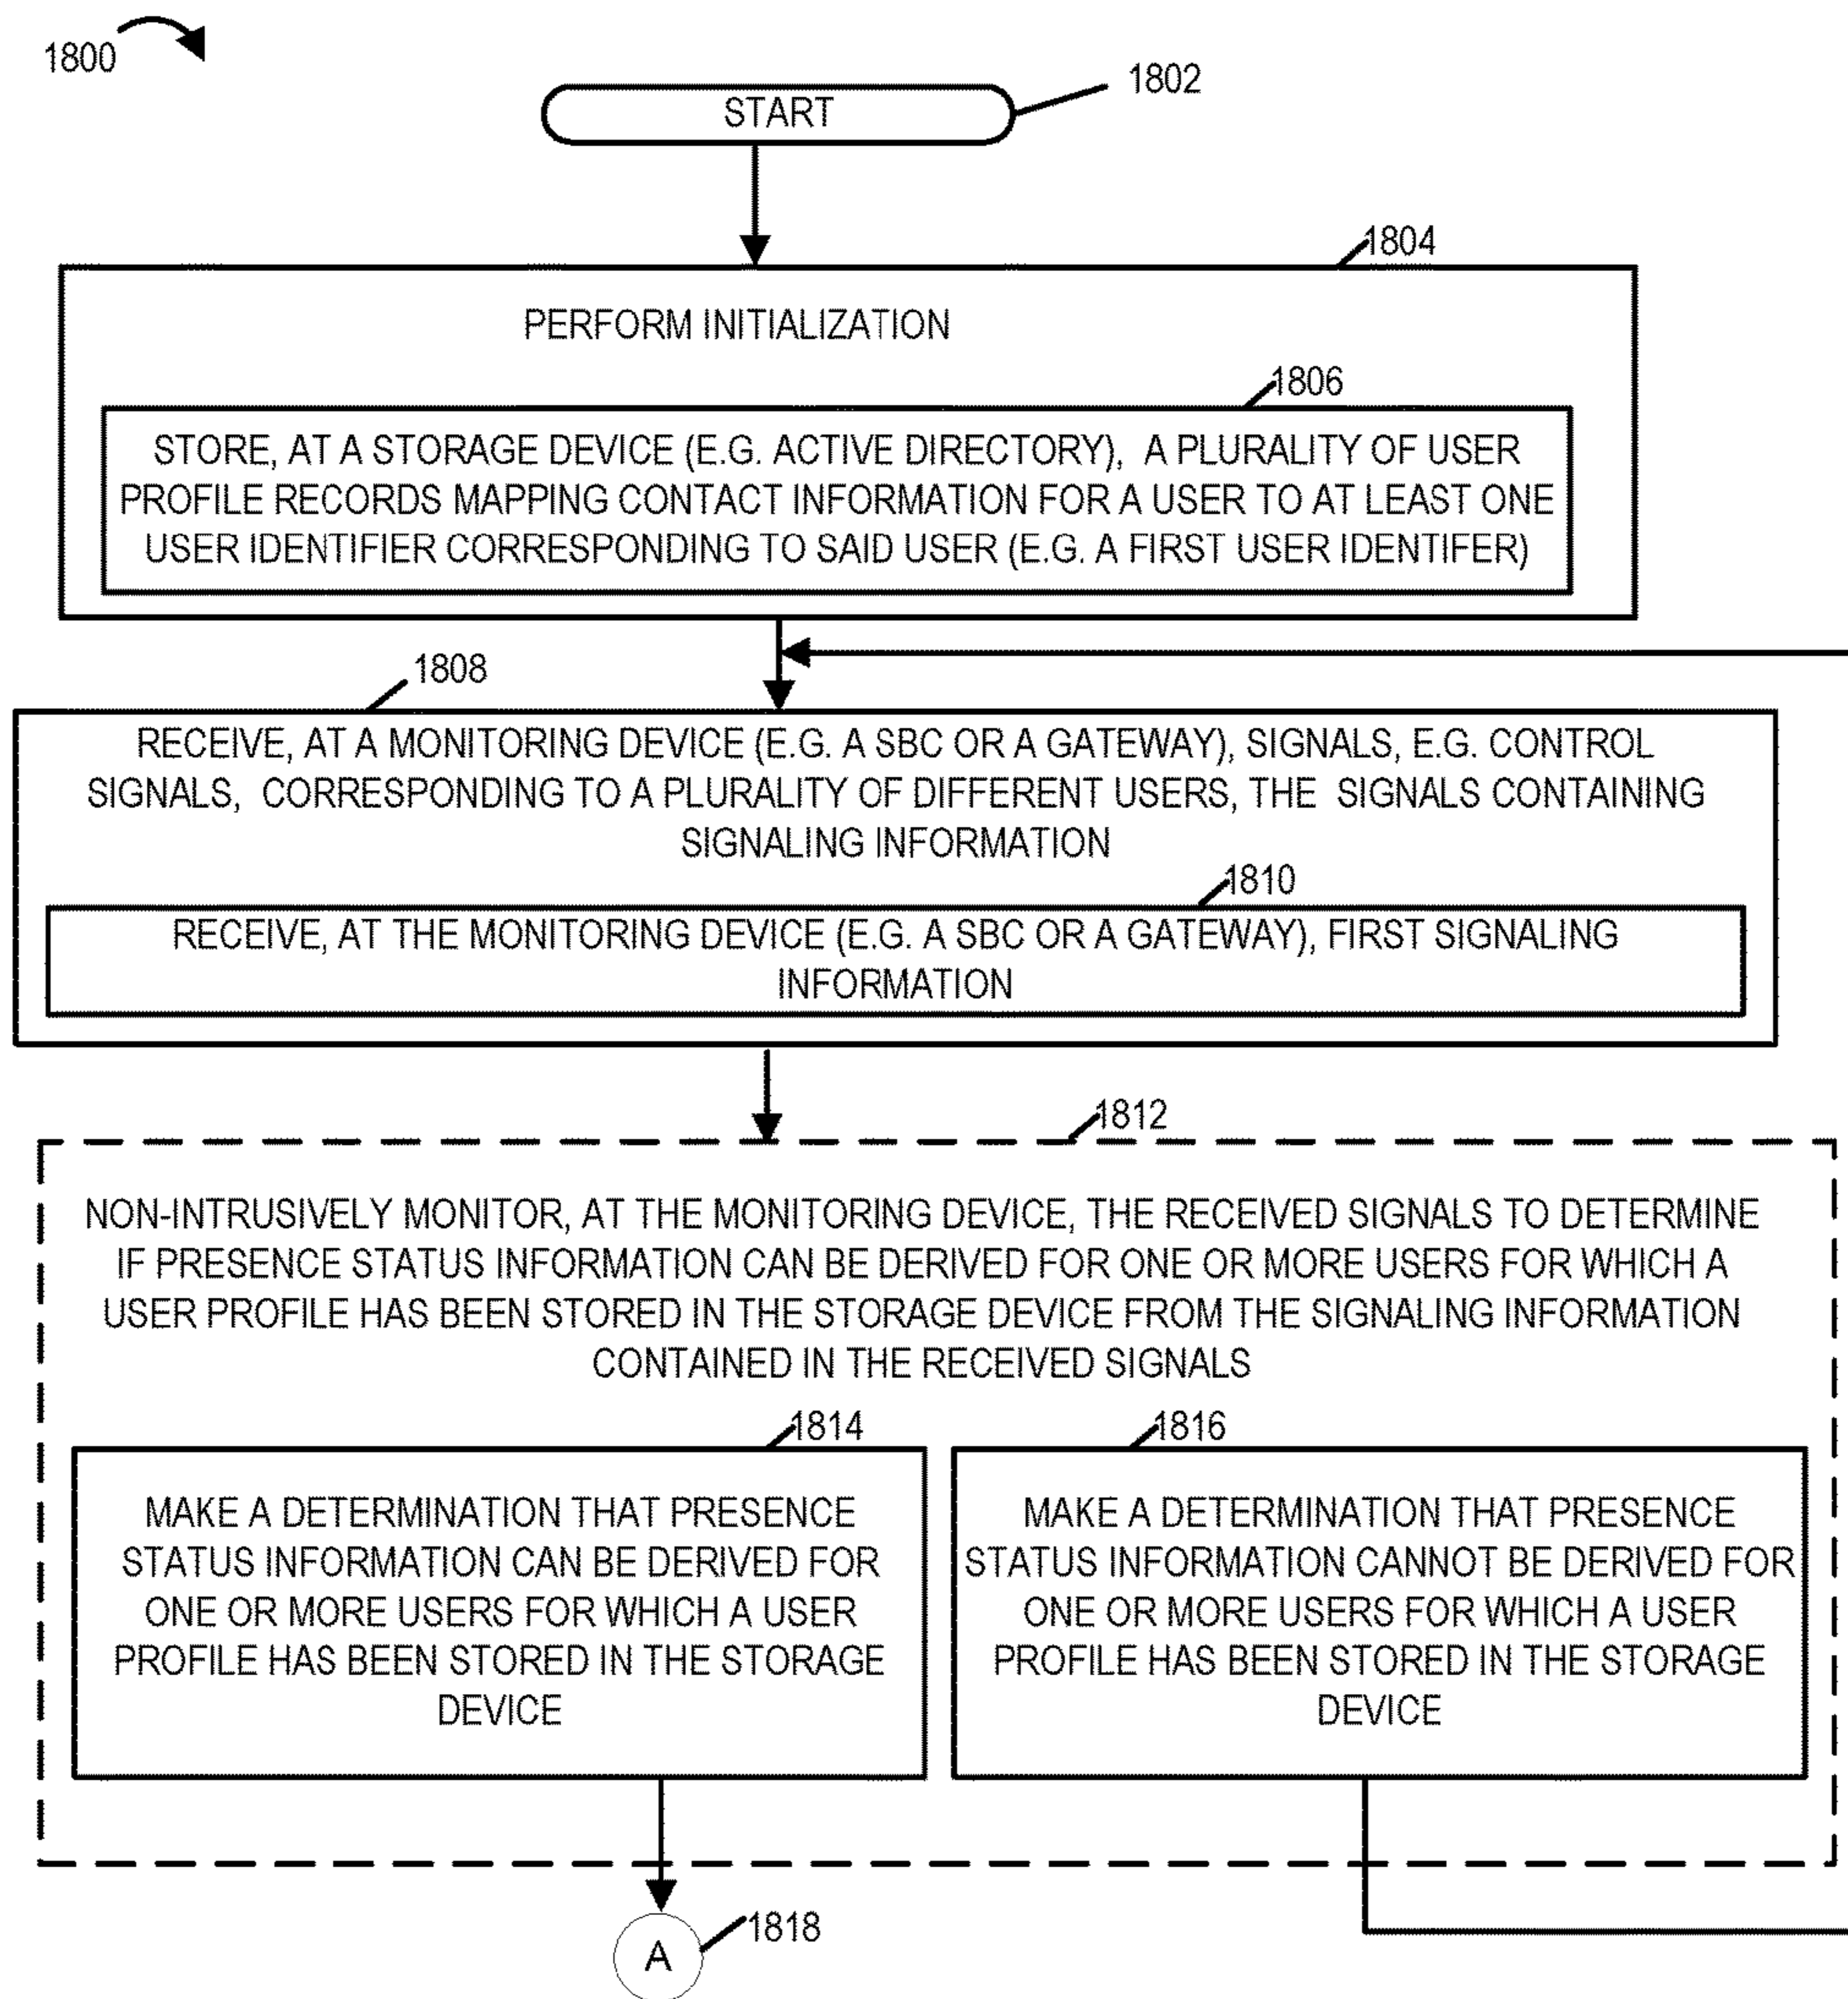 1800
START
1802
1804
PERFORM INITIALIZATION
1806
STORE, AT A STORAGE DEVICE (E.G. ACTIVE DIRECTORY), A PLURALITY OF USER
PROFILE RECORDS MAPPING CONTACT INFORMATION FOR A USER TO AT LEAST ONE
USER IDENTIFIER CORRESPONDING TO SAID USER (E.G. A FIRST USER IDENTIFER)
1808
RECEIVE, AT A MONITORING DEVICE (E.G. A SBC OR A GATEWAY), SIGNALS, E.G. CONTROL
SIGNALS, CORRESPONDING TO A PLURALITY OF DIFFERENT USERS, THE SIGNALS CONTAINING
SIGNALING INFORMATION
1810
RECEIVE, AT THE MONITORING DEVICE (E.G. A SBC OR A GATEWAY), FIRST SIGNALING
INFORMATION
1812
NON-INTRUSIVELY MONITOR, AT THE MONITORING DEVICE, THE RECEIVED SIGNALS TO DETERMINE
IF PRESENCE STATUS INFORMATION CAN BE DERIVED FOR ONE OR MORE USERS FOR WHICH A
USER PROFILE HAS BEEN STORED IN THE STORAGE DEVICE FROM THE SIGNALING INFORMATION
CONTAINED IN THE RECEIVED SIGNALS
1814
MAKE A DETERMINATION THAT PRESENCE
STATUS INFORMATION CAN BE DERIVED FOR
ONE OR MORE USERS FOR WHICH A USER
PROFILE HAS BEEN STORED IN THE STORAGE
DEVICE
1816
MAKE A DETERMINATION THAT PRESENCE
STATUS INFORMATION CANNOT BE DERIVED FOR
ONE OR MORE USERS FOR WHICH A USER
PROFILE HAS BEEN STORED IN THE STORAGE
DEVICE
A
1818